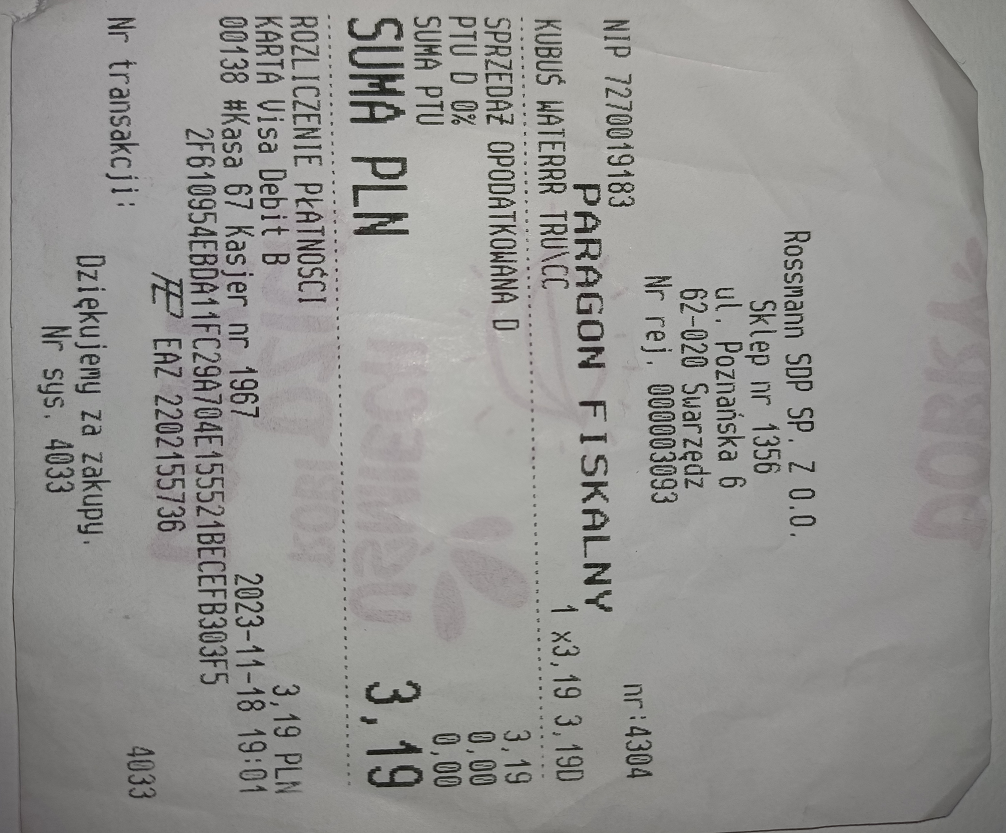 Rossmann SDP SP. Z O.O.
Sklep nr 1356
ul. Poznańska 6
62-020 Swarzędz
Nr rej. 000003093
NIP 7270019183 nr:4304
PARAGON FISKALNY
KUBUŚ WATERRR TRU\CC 1 x3,19 3,19D
SPRZEDAŻ OPODATKOWANA D 3,19
PTU D 0% 0,00
SUMA PTU 0,00
SUMA PLN 3,19
ROZLICZENIE PŁATNOŚCI
KARTA Visa Debit B 3,19 PLN
00138 #Kasa 67 Kasjer nr 1967 2023-11-18 19:01
2F610954EBDA11FC29A704E155521BECEFB303F5
EAZ 2202155736
Nr transakcji: 4033
Dziękujemy za zakupy.
Nr sys. 4033
DOBKA